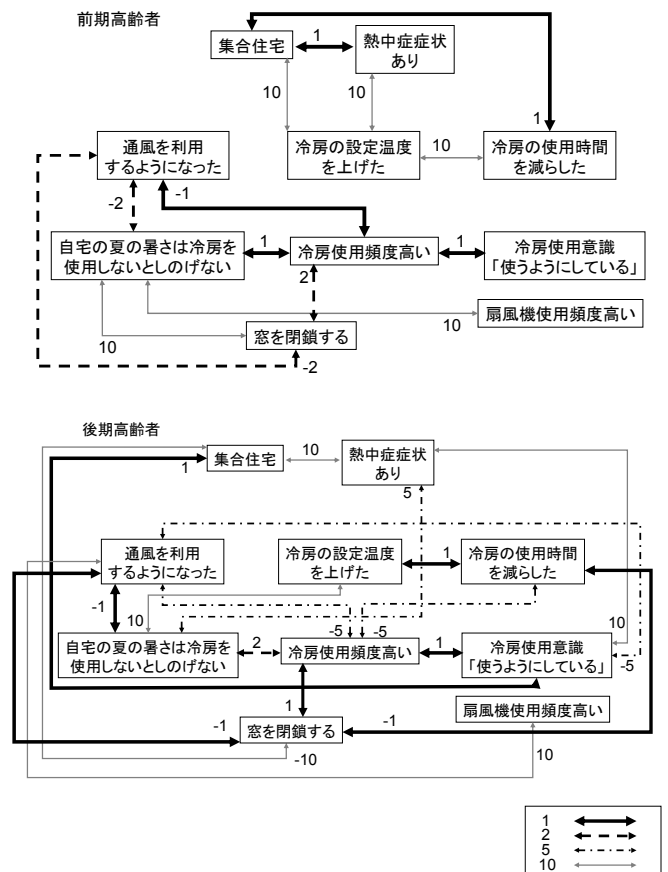 前期高齢者
集合住宅
1
熱中症症状
あり
10
10
1
通風を利用
するようになった
冷房の設定温度
を上げた
10
冷房の使用時間
を減らした
-2
-1
自宅の夏の暑さは冷房を
使用しないとしのげない
1
冷房使用頻度高い
1
冷房使用意識
「使うようにしている」
2
扇風機使用頻度高い
10
10
窓を閉鎖する
-2
後期高齢者
集合住宅
1
10
熱中症症状
あり
5
通風を利用
するようになった
冷房の設定温度
を上げた
1
冷房の使用時間
を減らした
-1
10
-5
-5
10
自宅の夏の暑さは冷房を
使用しないとしのげない
2
冷房使用頻度高い
1
冷房使用意識
「使うようにしている」
-5
1
扇風機使用頻度高い
-1
窓を閉鎖する
-1
-10
10
1
2
5
10